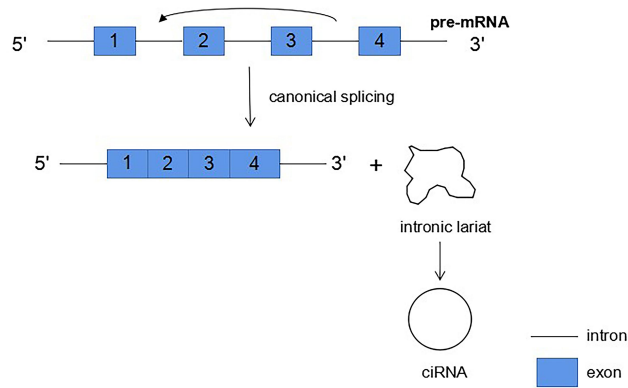 pre-mRNA
5' 1 2 3 4 3'
canonical splicing
5' 1 2 3 4 3' +
intronic lariat
ciRNA
intron
exon